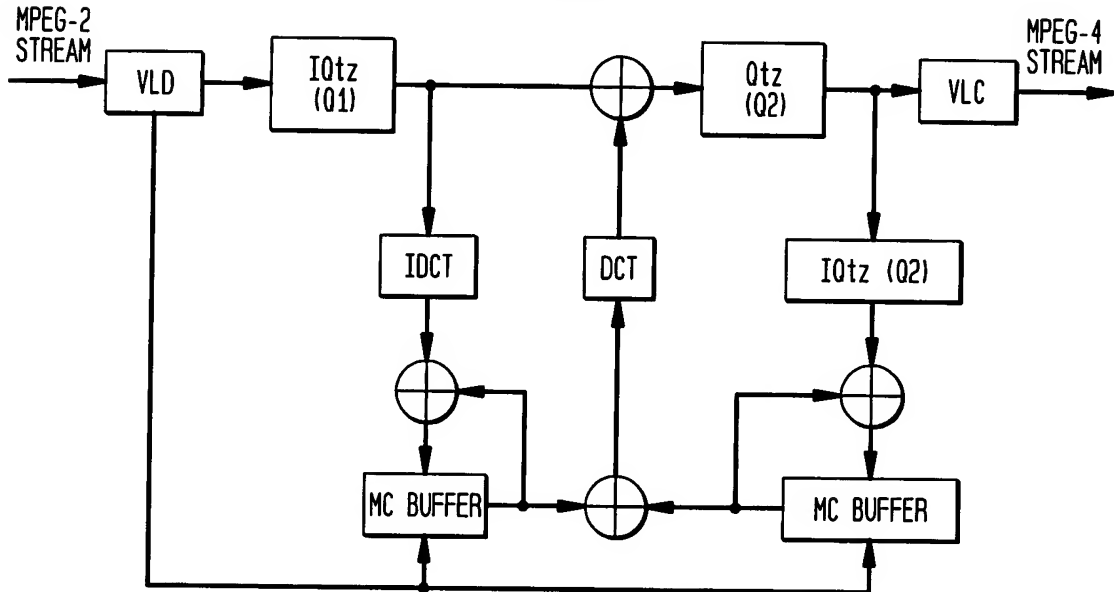 MPEG-2
STREAM
VLD
IQtz
(Q1)
Qtz
(Q2)
VLC
MPEG-4
STREAM
IDCT
DCT
IQtz (Q2)
MC BUFFER
MC BUFFER